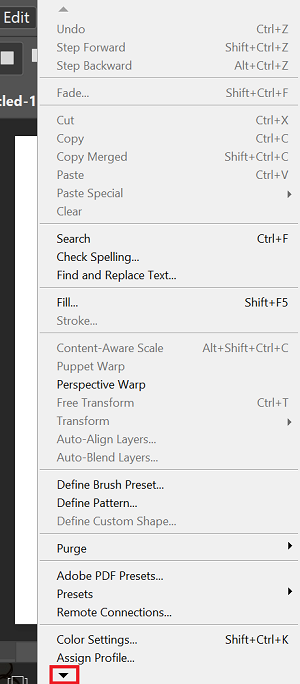 Edit
tled-1
Undo Ctrl+Z
Step Forward Shift+Ctrl+Z
Step Backward Alt+Ctrl+Z
Fade... Shift+Ctrl+F
Cut Ctrl+X
Copy Ctrl+C
Copy Merged Shift+Ctrl+C
Paste Ctrl+V
Paste Special
Clear
Search Ctrl+F
Check Spelling...
Find and Replace Text...
Fill... Shift+F5
Stroke...
Content-Aware Scale Alt+Shift+Ctrl+C
Puppet Warp
Perspective Warp
Free Transform Ctrl+T
Transform
Auto-Align Layers...
Auto-Blend Layers...
Define Brush Preset...
Define Pattern...
Define Custom Shape...
Purge
Adobe PDF Presets...
Presets
Remote Connections...
Color Settings... Shift+Ctrl+K
Assign Profile...